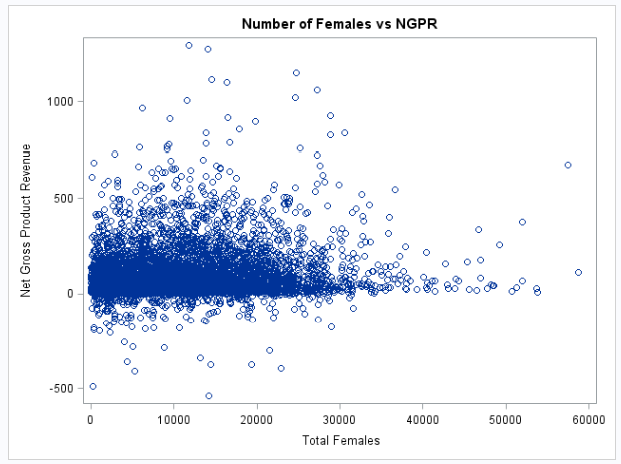 Number of Females vs NGPR
Net Gross Product Revenue
1000
500
0
-500
0 10000 20000 30000 40000 50000 60000
Total Females